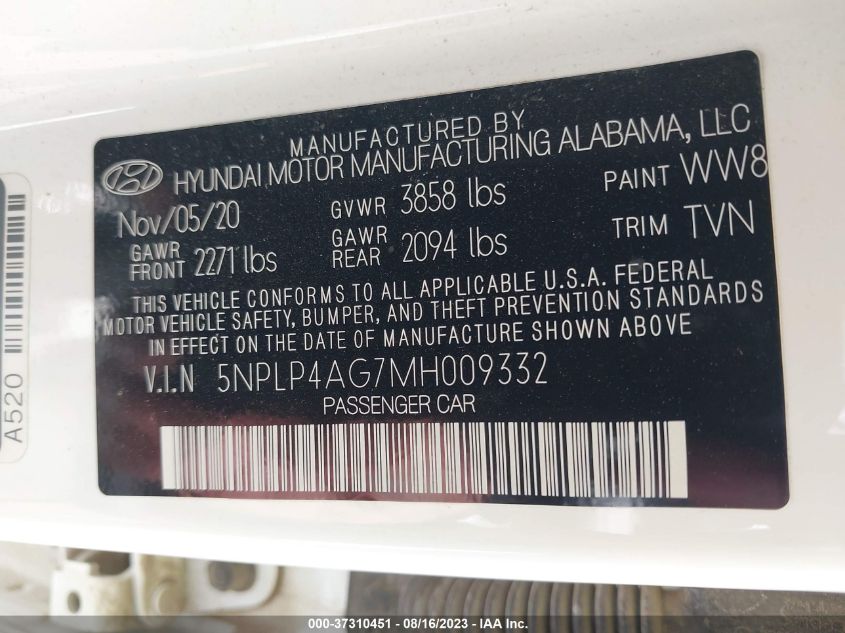 MANUFACTURED BY
HYUNDAI MOTOR MANUFACTURING ALABAMA, LLC
Nov/05/20 GVWR 3858 lbs PAINT WW8
GAWR FRONT 2271 lbs GAWR REAR 2094 lbs TRIM TVN
THIS VEHICLE CONFORMS TO ALL APPLICABLE U.S.A. FEDERAL
MOTOR VEHICLE SAFETY, BUMPER, AND THEFT PREVENTION STANDARDS
IN EFFECT ON THE DATE OF MANUFACTURE SHOWN ABOVE
V.I.N 5NPLP4AG7MH009332
PASSENGER CAR
A520
000-37310451 - 08/16/2023 - IAAI.COM